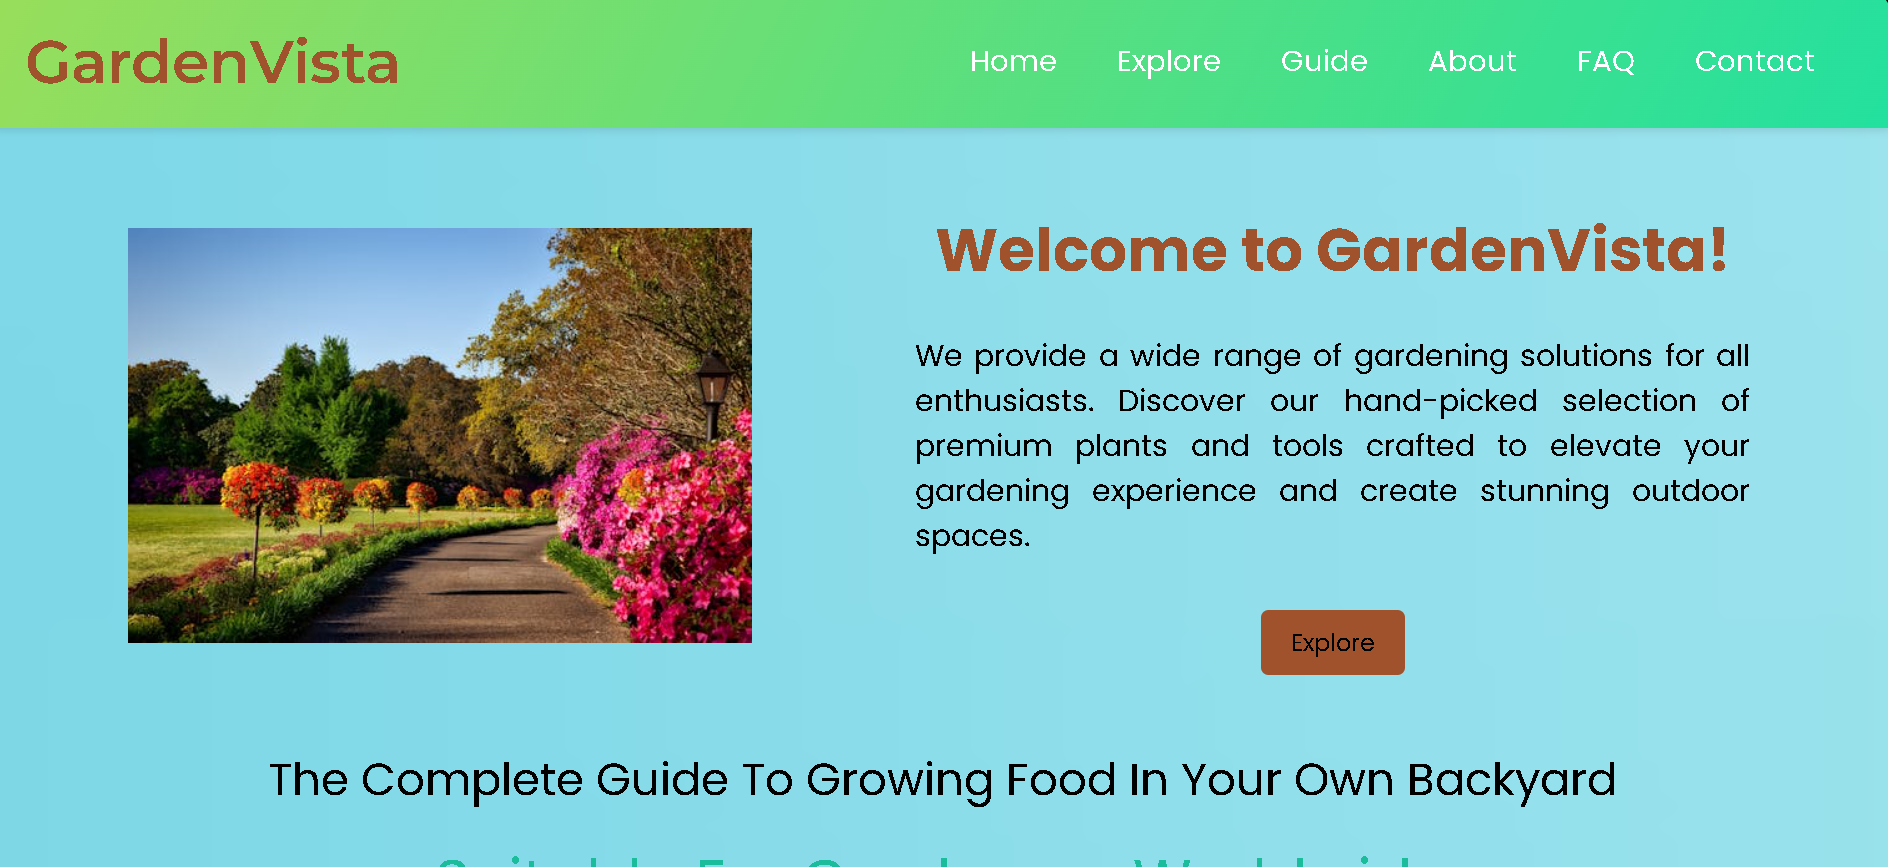 GardenVista
Home Explore Guide About FAQ Contact
Welcome to GardenVista!
We provide a wide range of gardening solutions for all
enthusiasts. Discover our hand-picked selection of
premium plants and tools crafted to elevate your
gardening experience and create stunning outdoor
spaces.
Explore
The Complete Guide To Growing Food In Your Own Backyard